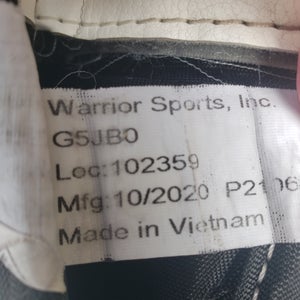 Warrior Sports, Inc.
G5JB0
Loc:102359
Mfg:10/2020
Made in Vietnam